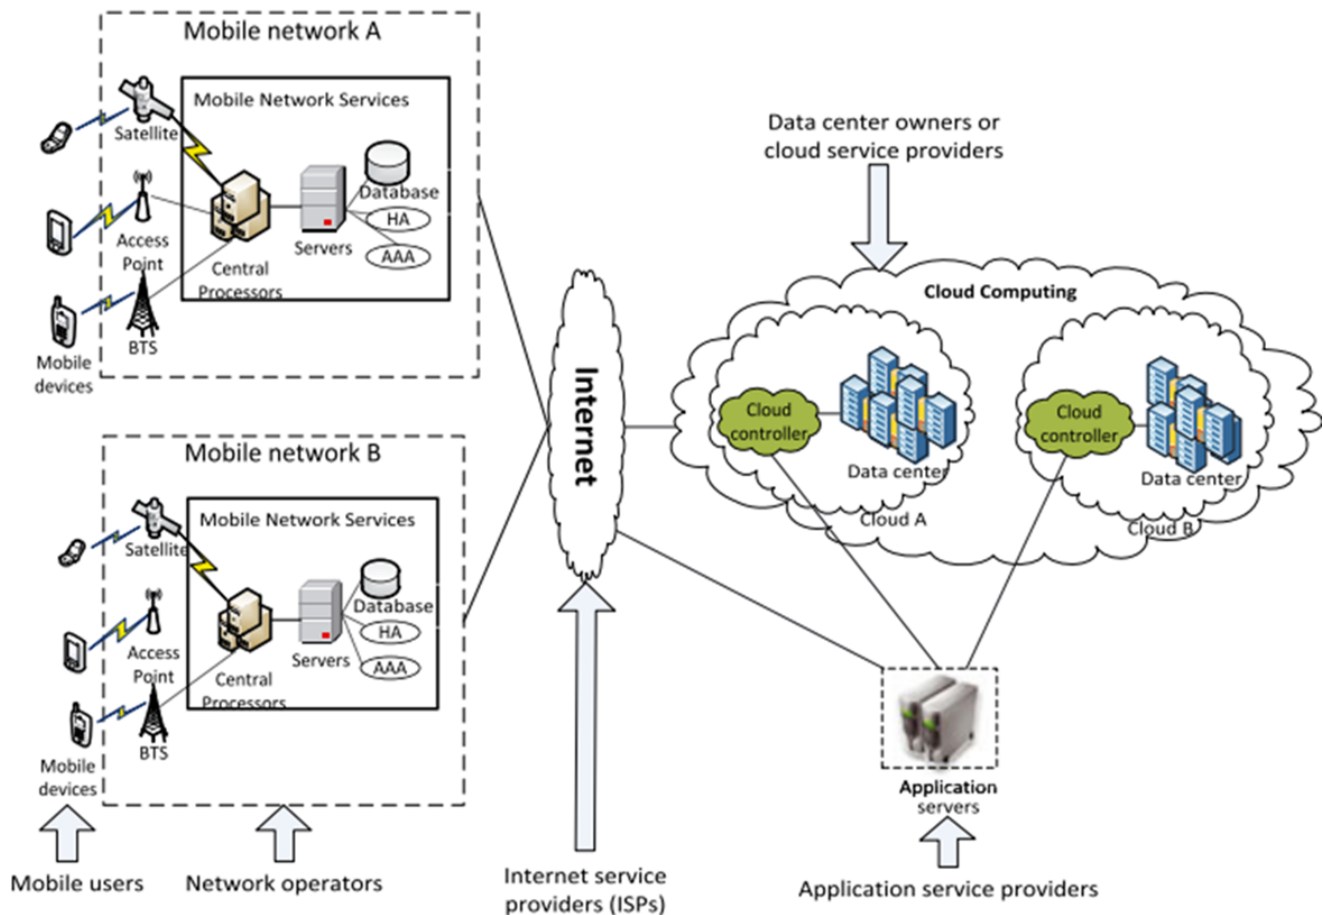 Mobile network A
Mobile Network Services
Satellite
Database
HA
AAA
Access
Point
Servers
Central
Processors
BTS
Mobile
devices
Mobile network B
Mobile Network Services
Satellite
Database
HA
AAA
Access
Point
Servers
Central
Processors
BTS
Mobile
devices
Mobile users
Network operators
Internet
Internet service
providers (ISPs)
Data center owners or
cloud service providers
Cloud Computing
Cloud
controller
Data center
Cloud A
Cloud
controller
Data center
Cloud B
Application
servers
Application service providers